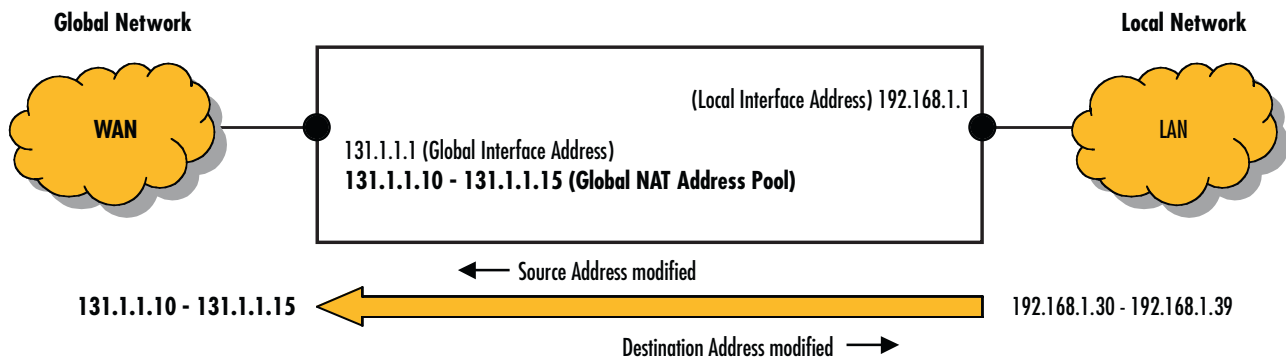 Global Network
Local Network
WAN
(Local Interface Address) 192.168.1.1
LAN
131.1.1.1 (Global Interface Address)
131.1.1.10 - 131.1.1.15 (Global NAT Address Pool)
Source Address modified
131.1.1.10 - 131.1.1.15
192.168.1.30 - 192.168.1.39
Destination Address modified